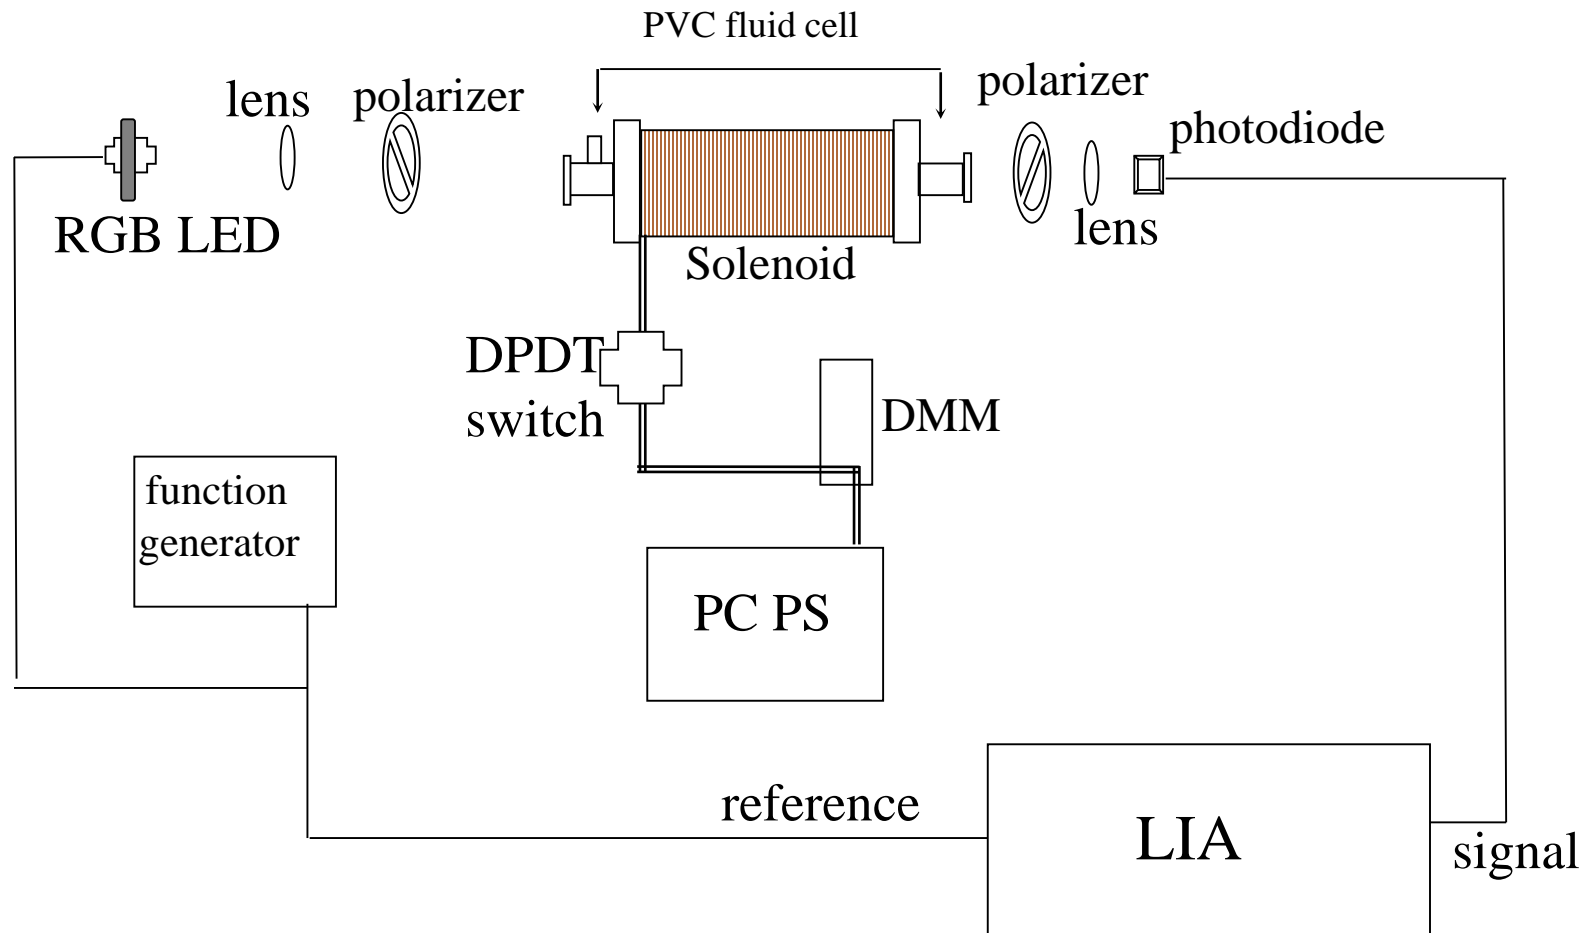 PVC fluid cell
lens
polarizer
polarizer
photodiode
RGB LED
lens
Solenoid
DPDT
switch
DMM
function
generator
PC PS
reference
LIA
signal